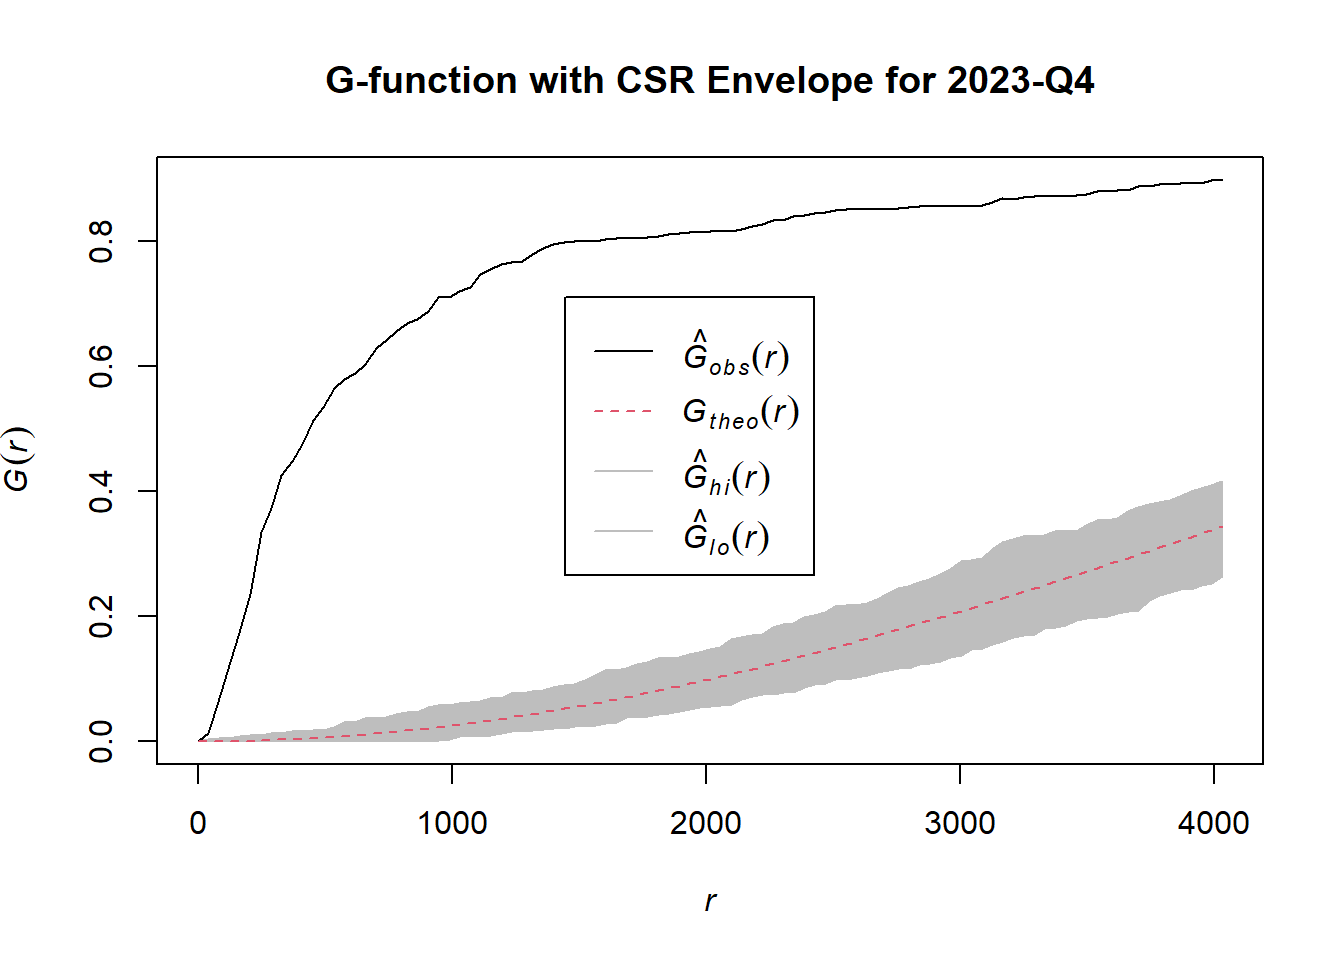 G-function with CSR Envelope for 2023-Q4
G(r)
0.8
0.6
0.4
0.2
0.0
Ĝobs(r)
Gtheo(r)
Ĝhi(r)
Ĝlo(r)
0 1000 2000 3000 4000
r